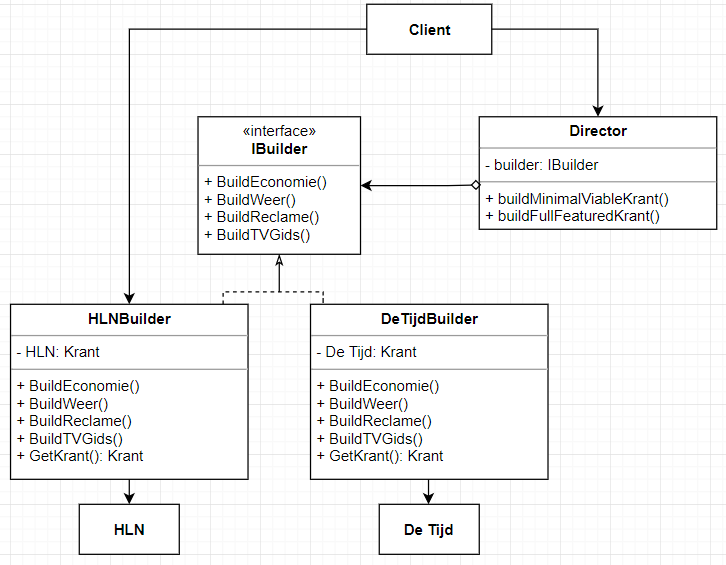 Client
«interface»
IBuilder
+ BuildEconomie()
+ BuildWeer()
+ BuildReclame()
+ BuildTVGids()
Director
- builder: IBuilder
+ buildMinimalViableKrant()
+ buildFullFeaturedKrant()
HLNBuilder
- HLN: Krant
+ BuildEconomie()
+ BuildWeer()
+ BuildReclame()
+ BuildTVGids()
+ GetKrant(): Krant
DeTijdBuilder
- De Tijd: Krant
+ BuildEconomie()
+ BuildWeer()
+ BuildReclame()
+ BuildTVGids()
+ GetKrant(): Krant
HLN
De Tijd